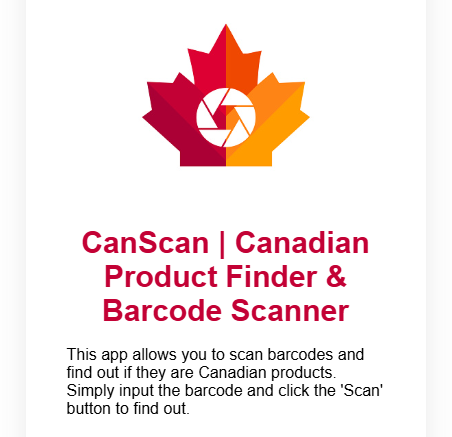 CanScan | Canadian
Product Finder &
Barcode Scanner
This app allows you to scan barcodes and
find out if they are Canadian products.
Simply input the barcode and click the 'Scan'
button to find out.